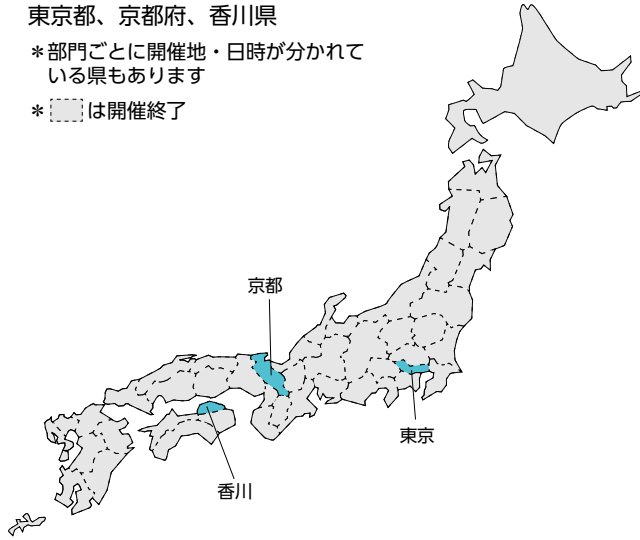 東京都、京都府、香川県
＊部門ごとに開催地・日時が分かれて
いる県もあります
＊ は開催終了
京都
東京
香川